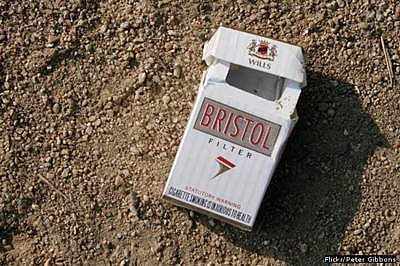 WILLS
BRISTOL
FILTER
STATUTORY WARNING
CIGARETTE SMOKING IS INJURIOUS TO HEALTH
Flickr/Peter Gibbons